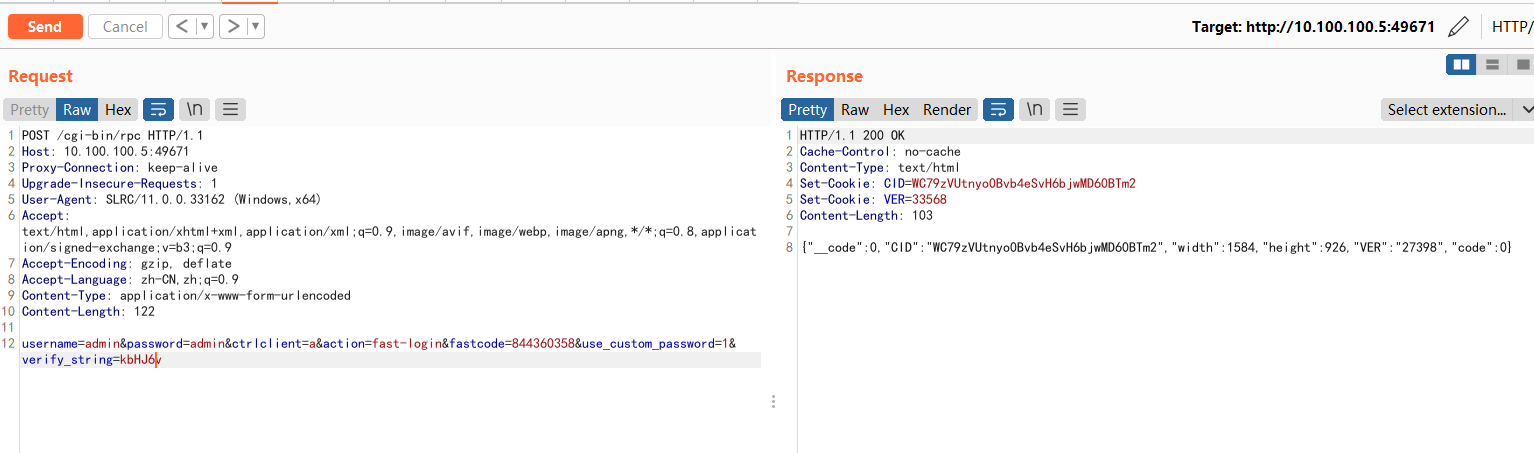 Send Cancel < > Target: http://10.100.100.5:49671 HTTP/
Request
Pretty Raw Hex \n
1 POST /cgi-bin/rpc HTTP/1.1
2 Host: 10.100.100.5:49671
3 Proxy-Connection: keep-alive
4 Upgrade-Insecure-Requests: 1
5 User-Agent: SLRC/11.0.0.33162 (Windows,x64)
6 Accept:
text/html,application/xhtml+xml,application/xml;q=0.9,image/avif,image/webp,image/apng,*/*;q=0.8,applicat
ion/signed-exchange;v=b3;q=0.9
7 Accept-Encoding: gzip, deflate
8 Accept-Language: zh-CN,zh;q=0.9
9 Content-Type: application/x-www-form-urlencoded
10 Content-Length: 122
11
12 username=admin&password=admin&ctrlclient=a&action=fast-login&fastcode=844360358&use_custom_password=1&
verify_string=kbHJ6v
Response
Pretty Raw Hex Render \n Select extension...
1 HTTP/1.1 200 OK
2 Cache-Control: no-cache
3 Content-Type: text/html
4 Set-Cookie: CID=WC79zVUtnyo0Bvb4eSvH6bjwMD60BTm2
5 Set-Cookie: VER=33568
6 Content-Length: 103
7
8 {"__code":0,"CID":"WC79zVUtnyo0Bvb4eSvH6bjwMD60BTm2","width":1584,"height":926,"VER":"27398","code":0}